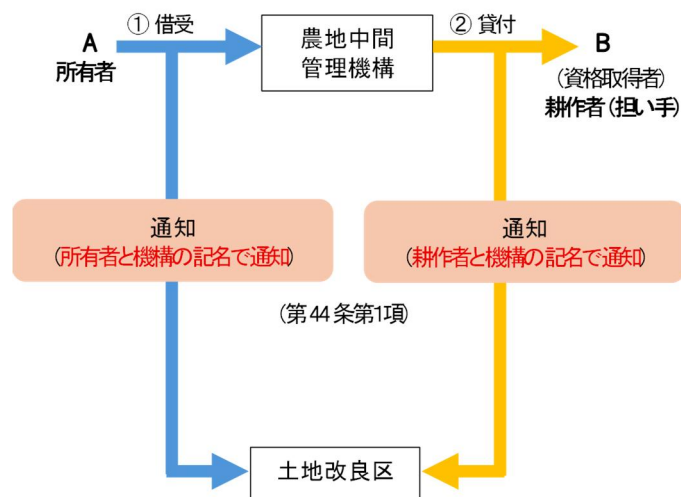 ① 借受
② 貸付
A
所有者
農地中間
管理機構
B
(資格取得者)
耕作者(担い手)
通知
(所有者と機構の記名で通知)
通知
(耕作者と機構の記名で通知)
(第44条第1項)
土地改良区